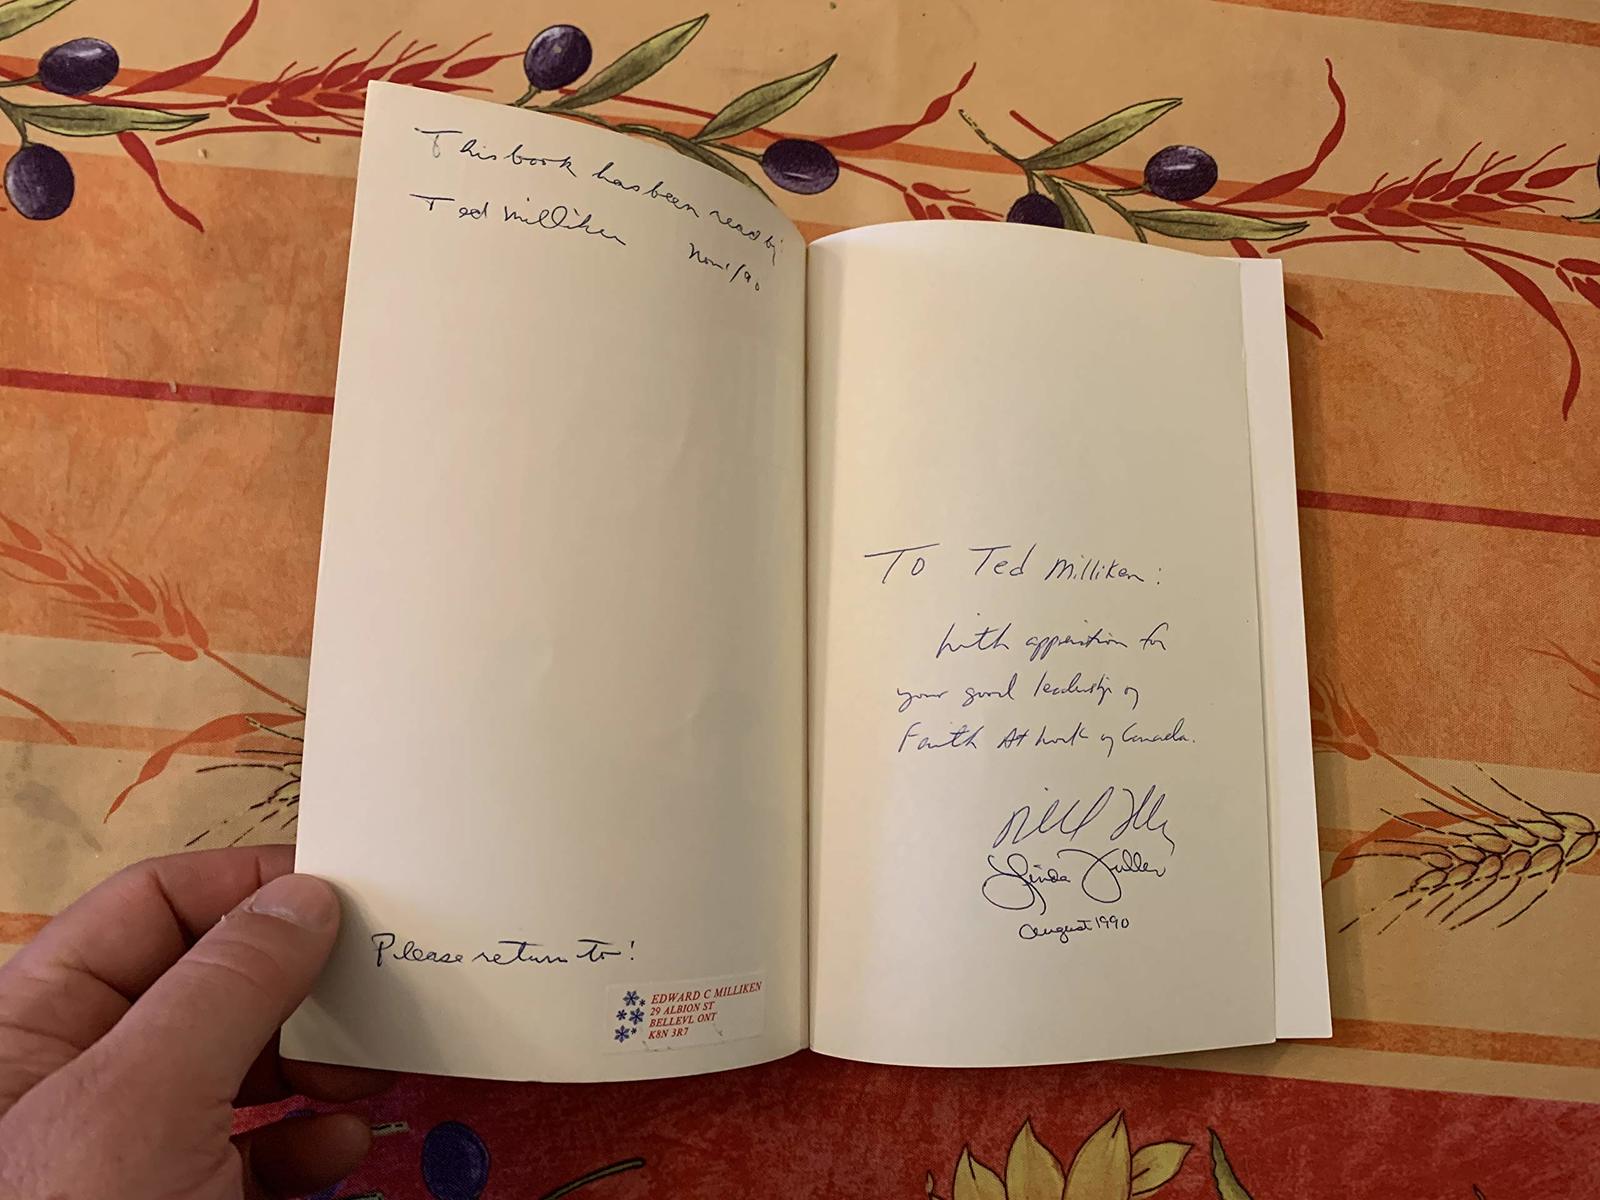 This book has been read by
Ted Milliken Nov 1/90
Please return to!
EDWARD C MILLIKEN
29 ALBION ST
BELLEVL ONT
K8N 3R7
To Ted Milliken:
With appreciation for
your good leadership of
Faith At Work of Canada.
Linda Fuller
August 1990